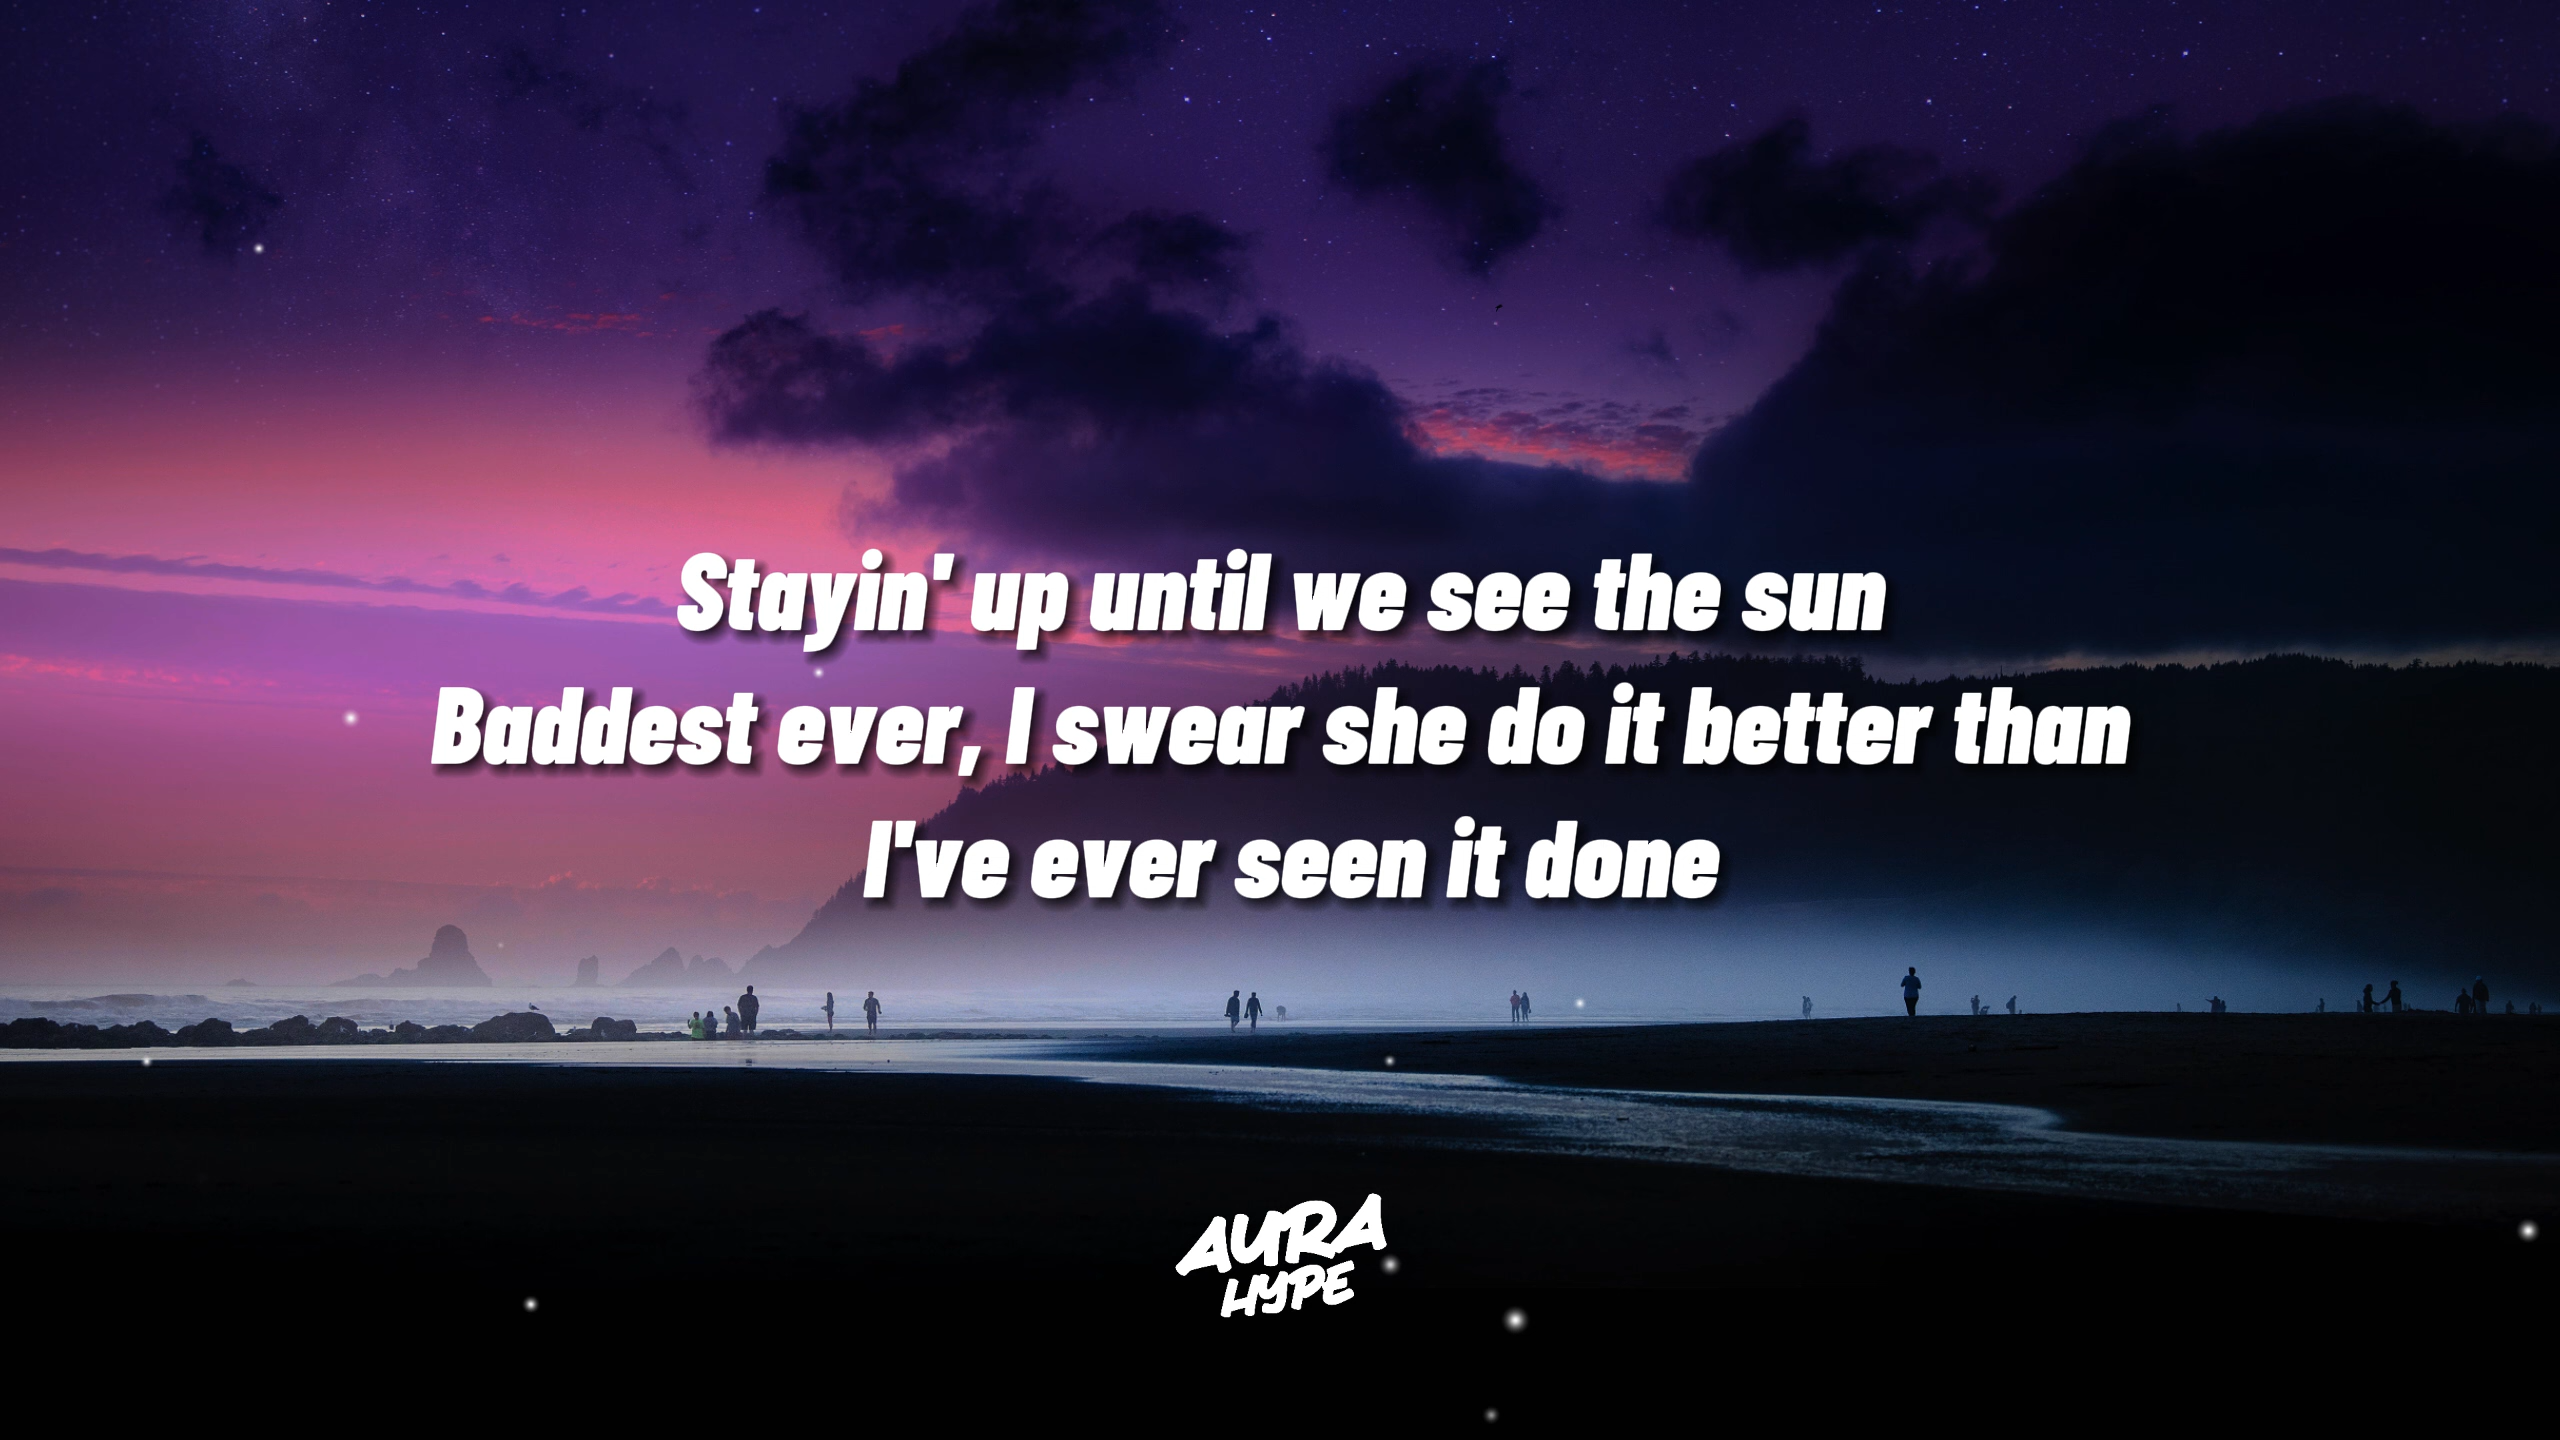 Stayin' up until we see the sun
Baddest ever, I swear she do it better than
I've ever seen it done
AURA
HYPE